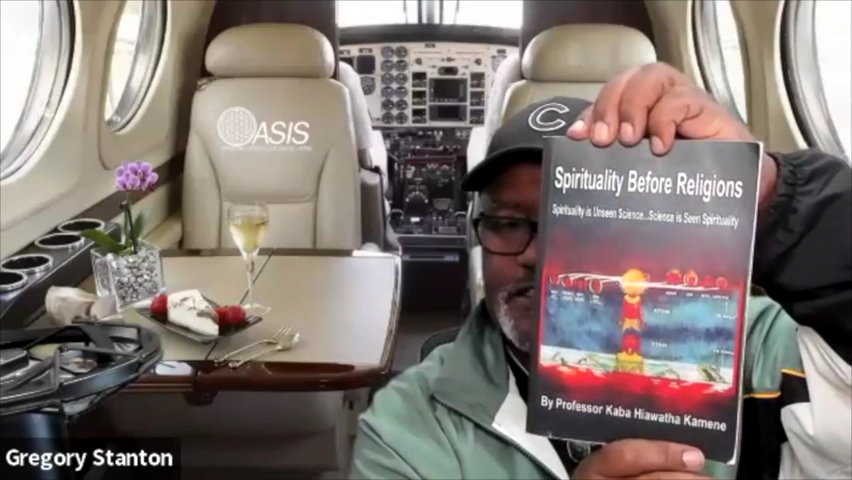 OASIS
C
Spirituality Before Religions
Spirituality is Unseen Science...Science is Seen Spirituality
By Professor Kaba Hiawatha Kamene
Gregory Stanton